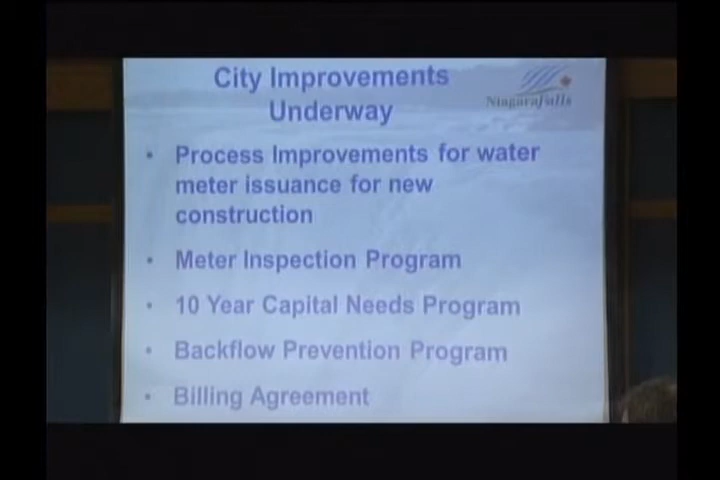 City Improvements
Underway
Niagarafalls
• Process Improvements for water
meter issuance for new
construction
• Meter Inspection Program
• 10 Year Capital Needs Program
• Backflow Prevention Program
• Billing Agreement